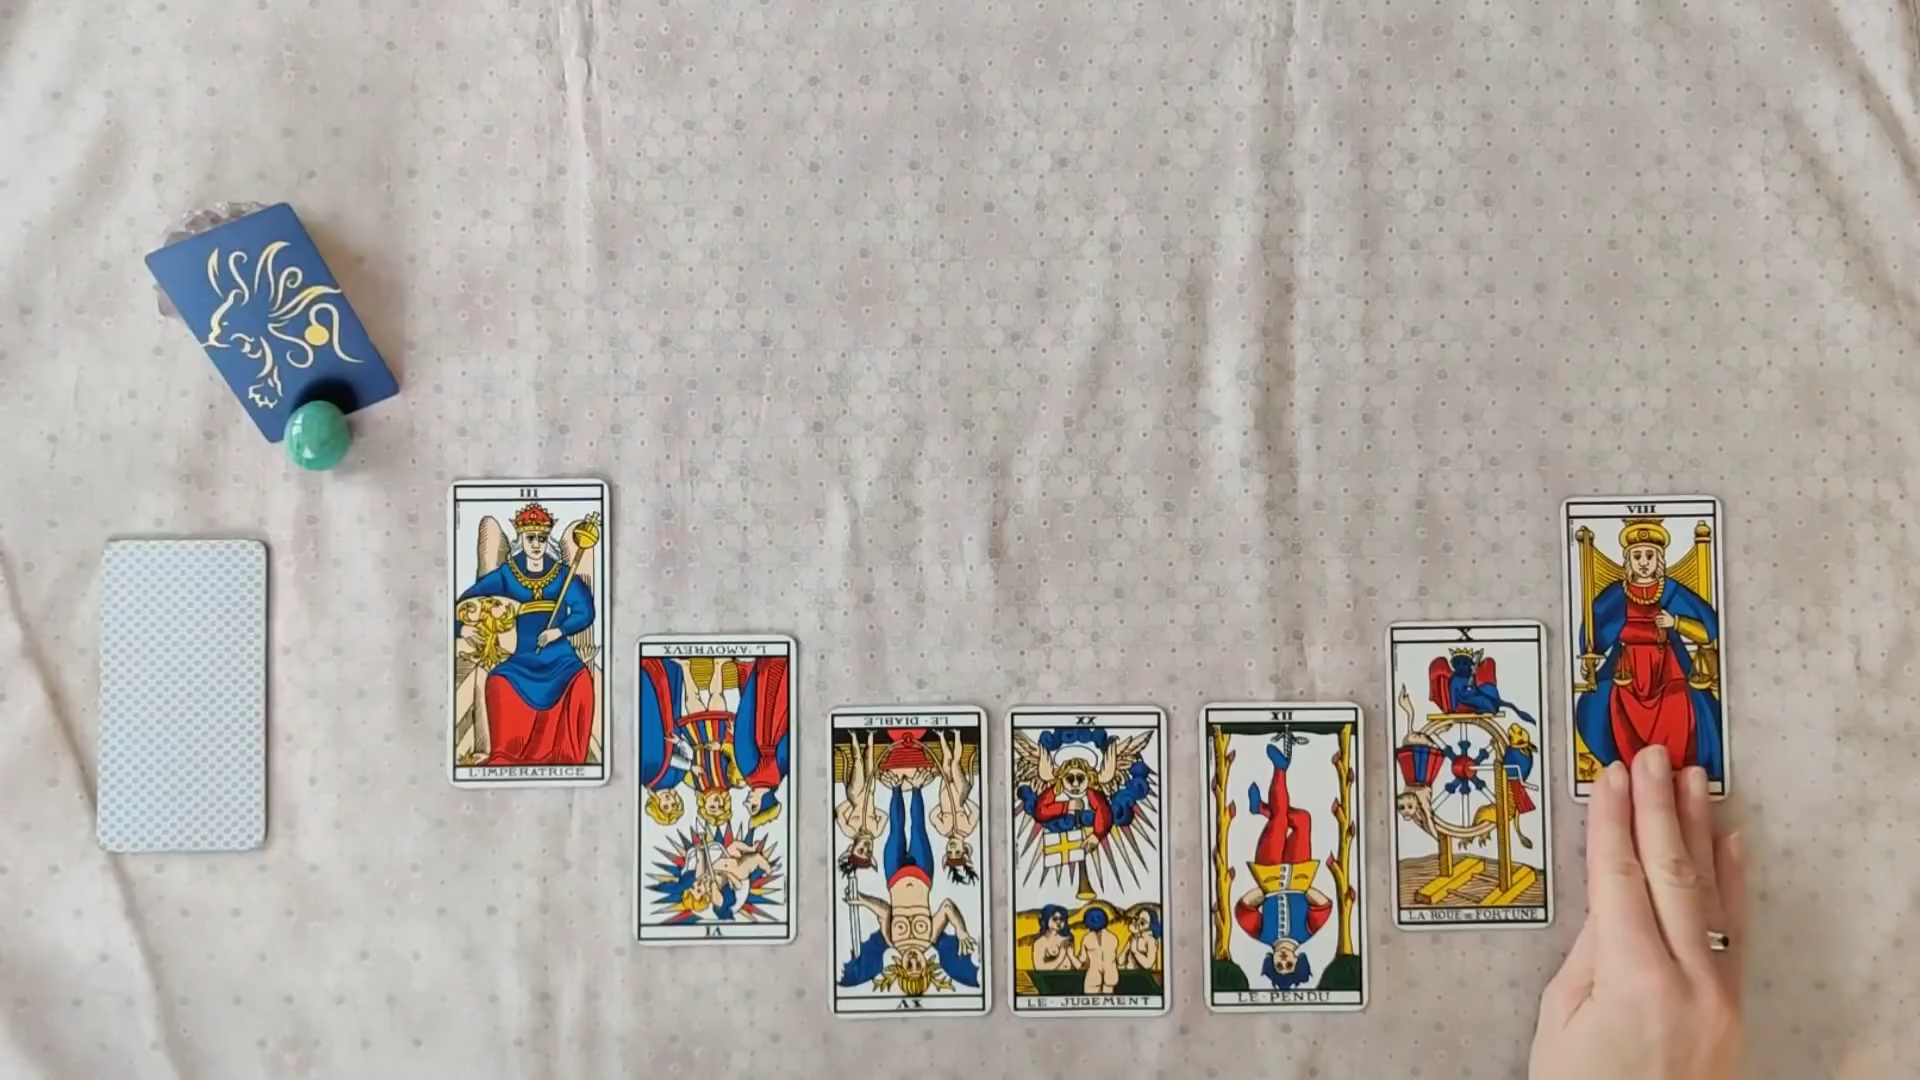 III
L'IMPERATRICE
L'AMOVREVX
VI
LE·DIABLE
XV
XX
LE·JUGEMENT
XII
LE·PENDU
X
LA·ROUE DE FORTUNE
VIII